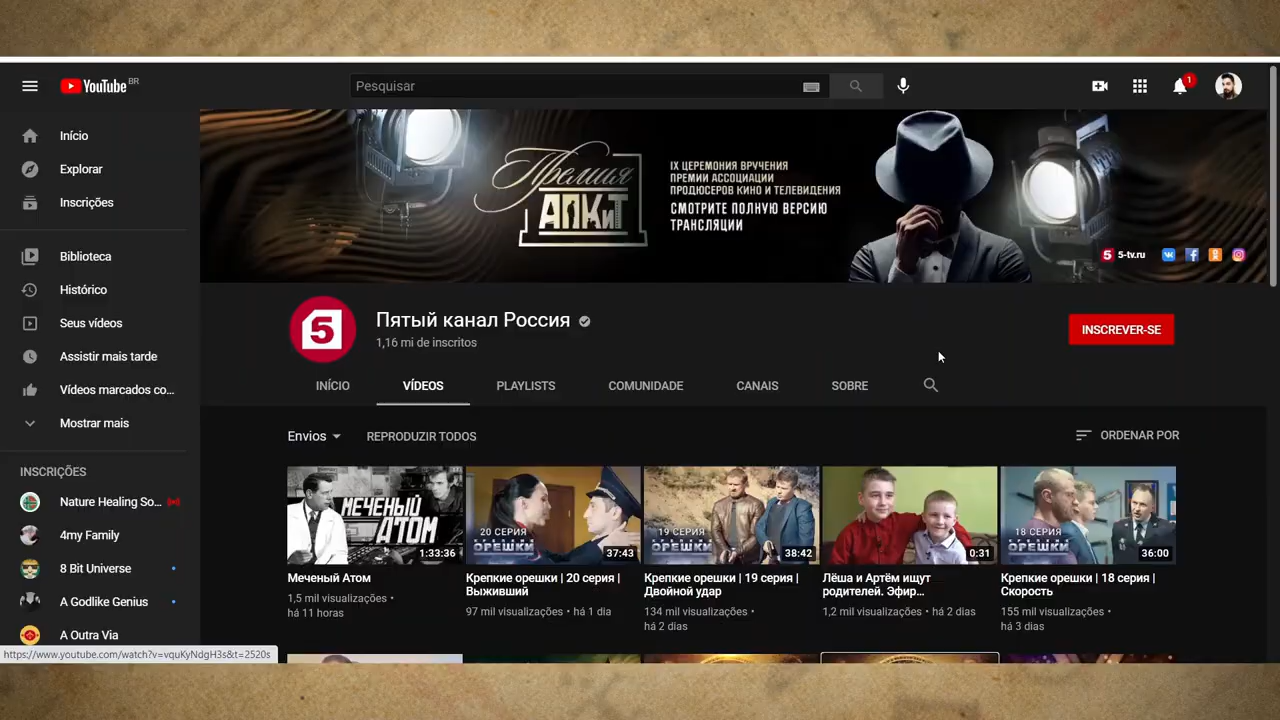 YouTube BR
Pesquisar
1
Início
Explorar
Inscrições
Biblioteca
Histórico
Seus vídeos
Assistir mais tarde
Vídeos marcados co...
Mostrar mais
INSCRIÇÕES
Nature Healing So...
4my Family
8 Bit Universe
A Godlike Genius
A Outra Via
Премия
АПКиТ
IX ЦЕРЕМОНИЯ ВРУЧЕНИЯ
ПРЕМИИ АССОЦИАЦИИ
ПРОДЮСЕРОВ КИНО И ТЕЛЕВИДЕНИЯ
СМОТРИТЕ ПОЛНУЮ ВЕРСИЮ
ТРАНСЛЯЦИИ
5 5-tv.ru
5
Пятый канал Россия
1,16 mi de inscritos
INSCREVER-SE
INÍCIO VÍDEOS PLAYLISTS COMUNIDADE CANAIS SOBRE
Envios REPRODUZIR TODOS ORDENAR POR
МЕЧЕНЫЙ
АТОМ
1:33:36
Меченый Атом
1,5 mil visualizações •
há 11 horas
20 СЕРИЯ
КРЕПКИЕ
ОРЕШКИ
37:43
Крепкие орешки | 20 серия |
Выживший
97 mil visualizações • há 1 dia
19 СЕРИЯ
КРЕПКИЕ
ОРЕШКИ
38:42
Крепкие орешки | 19 серия |
Двойной удар
134 mil visualizações •
há 2 dias
0:31
Лёша и Артём ищут
родителей. Эфир...
1,2 mil visualizações • há 2 dias
18 СЕРИЯ
КРЕПКИЕ
ОРЕШКИ
36:00
Крепкие орешки | 18 серия |
Скорость
155 mil visualizações •
há 3 dias
https://www.youtube.com/watch?v=vquKyNdgH3s&t=2520s